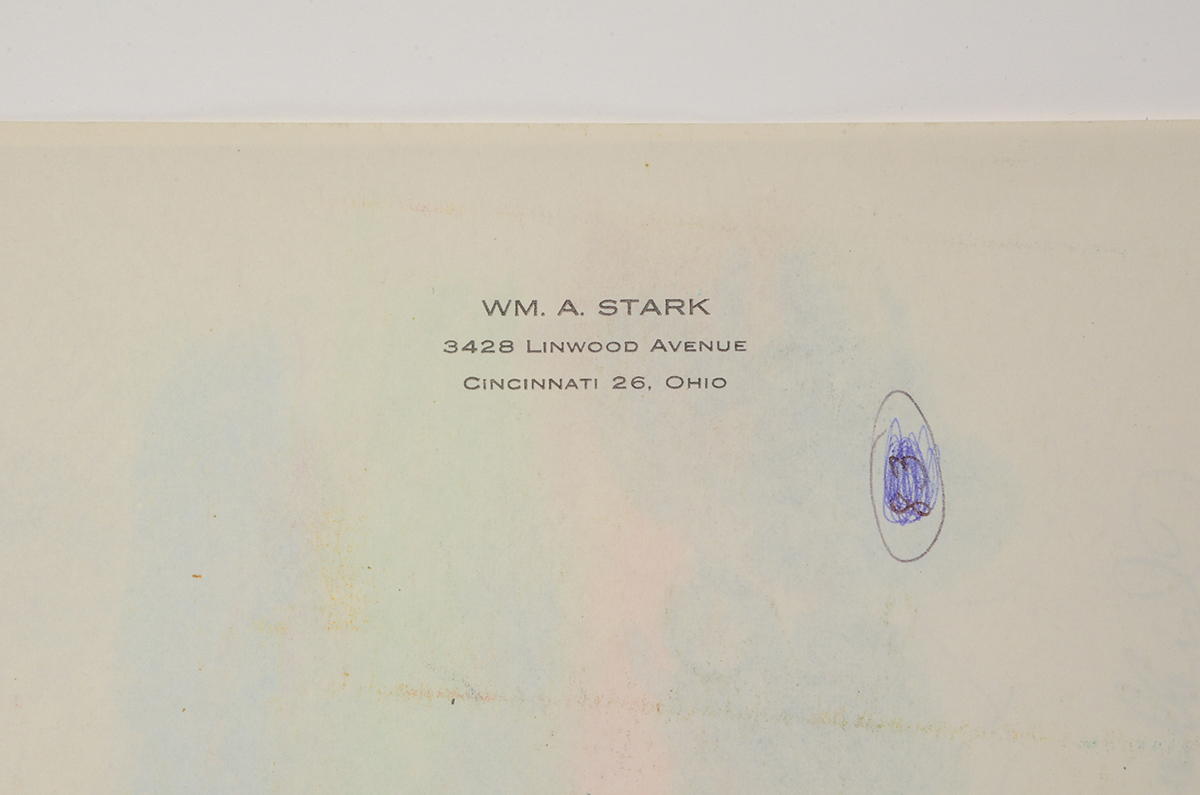 WM. A. STARK
3428 LINWOOD AVENUE
CINCINNATI 26, OHIO